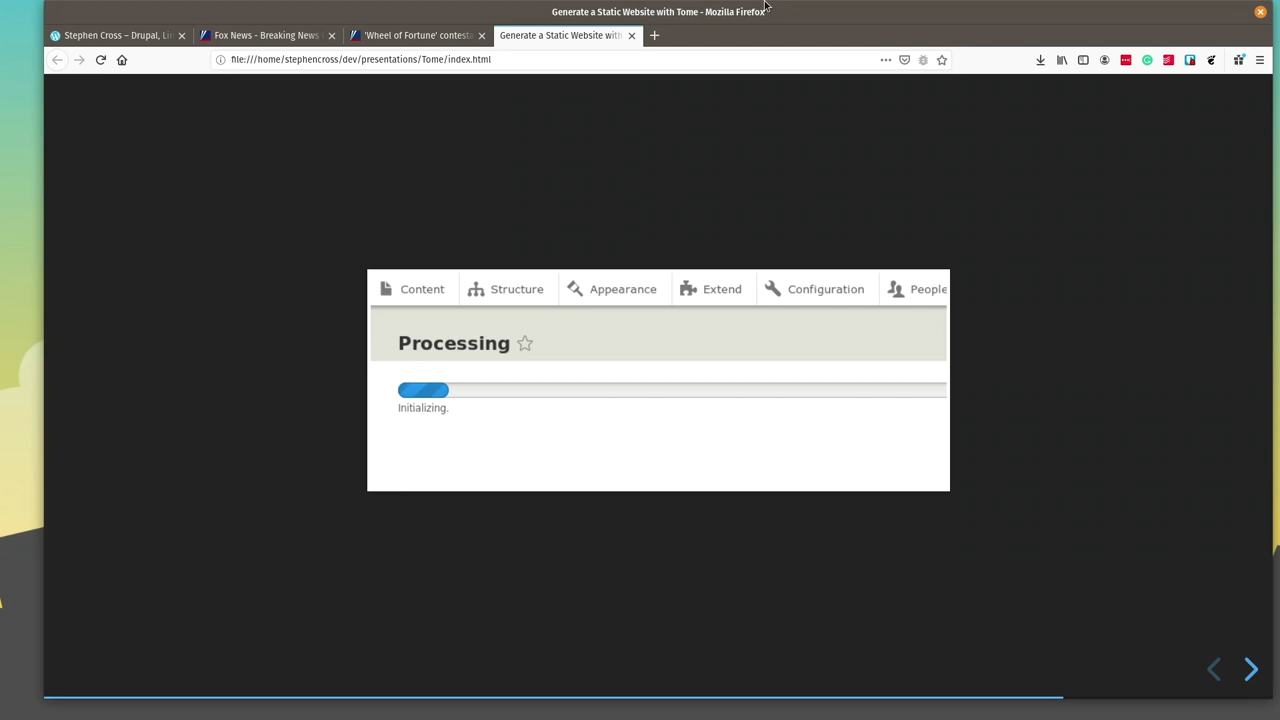 Generate a Static Website with Tome - Mozilla Firefox
Stephen Cross – Drupal, Li
Fox News - Breaking News
'Wheel of Fortune' contesta
Generate a Static Website with
file:///home/stephencross/dev/presentations/Tome/index.html
Content
Structure
Appearance
Extend
Configuration
People
Processing
Initializing.